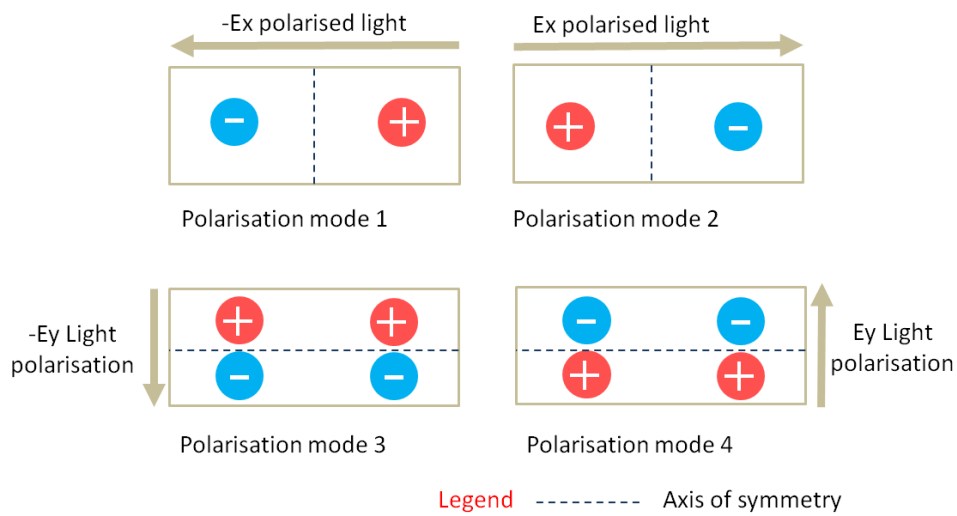 -Ex polarised light
Ex polarised light
-
+
+
-
Polarisation mode 1
Polarisation mode 2
-Ey Light
polarisation
+
+
-
-
-
-
+
+
Ey Light
polarisation
Polarisation mode 3
Polarisation mode 4
Legend
Axis of symmetry